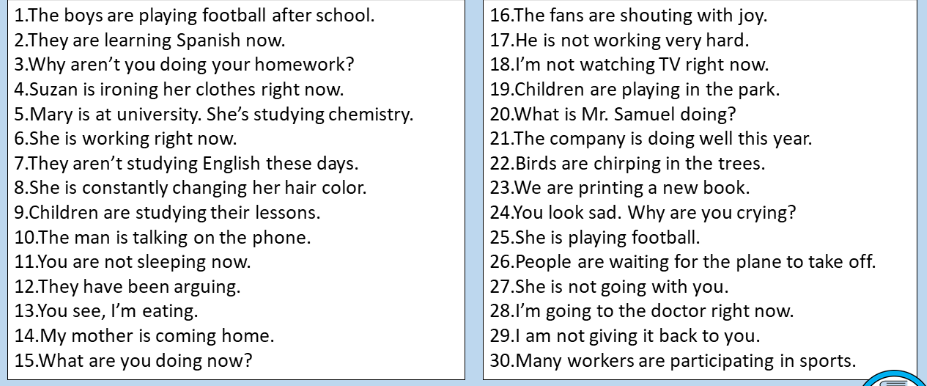 1.The boys are playing football after school.
2.They are learning Spanish now.
3.Why aren’t you doing your homework?
4.Suzan is ironing her clothes right now.
5.Mary is at university. She’s studying chemistry.
6.She is working right now.
7.They aren’t studying English these days.
8.She is constantly changing her hair color.
9.Children are studying their lessons.
10.The man is talking on the phone.
11.You are not sleeping now.
12.They have been arguing.
13.You see, I’m eating.
14.My mother is coming home.
15.What are you doing now?
16.The fans are shouting with joy.
17.He is not working very hard.
18.I’m not watching TV right now.
19.Children are playing in the park.
20.What is Mr. Samuel doing?
21.The company is doing well this year.
22.Birds are chirping in the trees.
23.We are printing a new book.
24.You look sad. Why are you crying?
25.She is playing football.
26.People are waiting for the plane to take off.
27.She is not going with you.
28.I’m going to the doctor right now.
29.I am not giving it back to you.
30.Many workers are participating in sports.